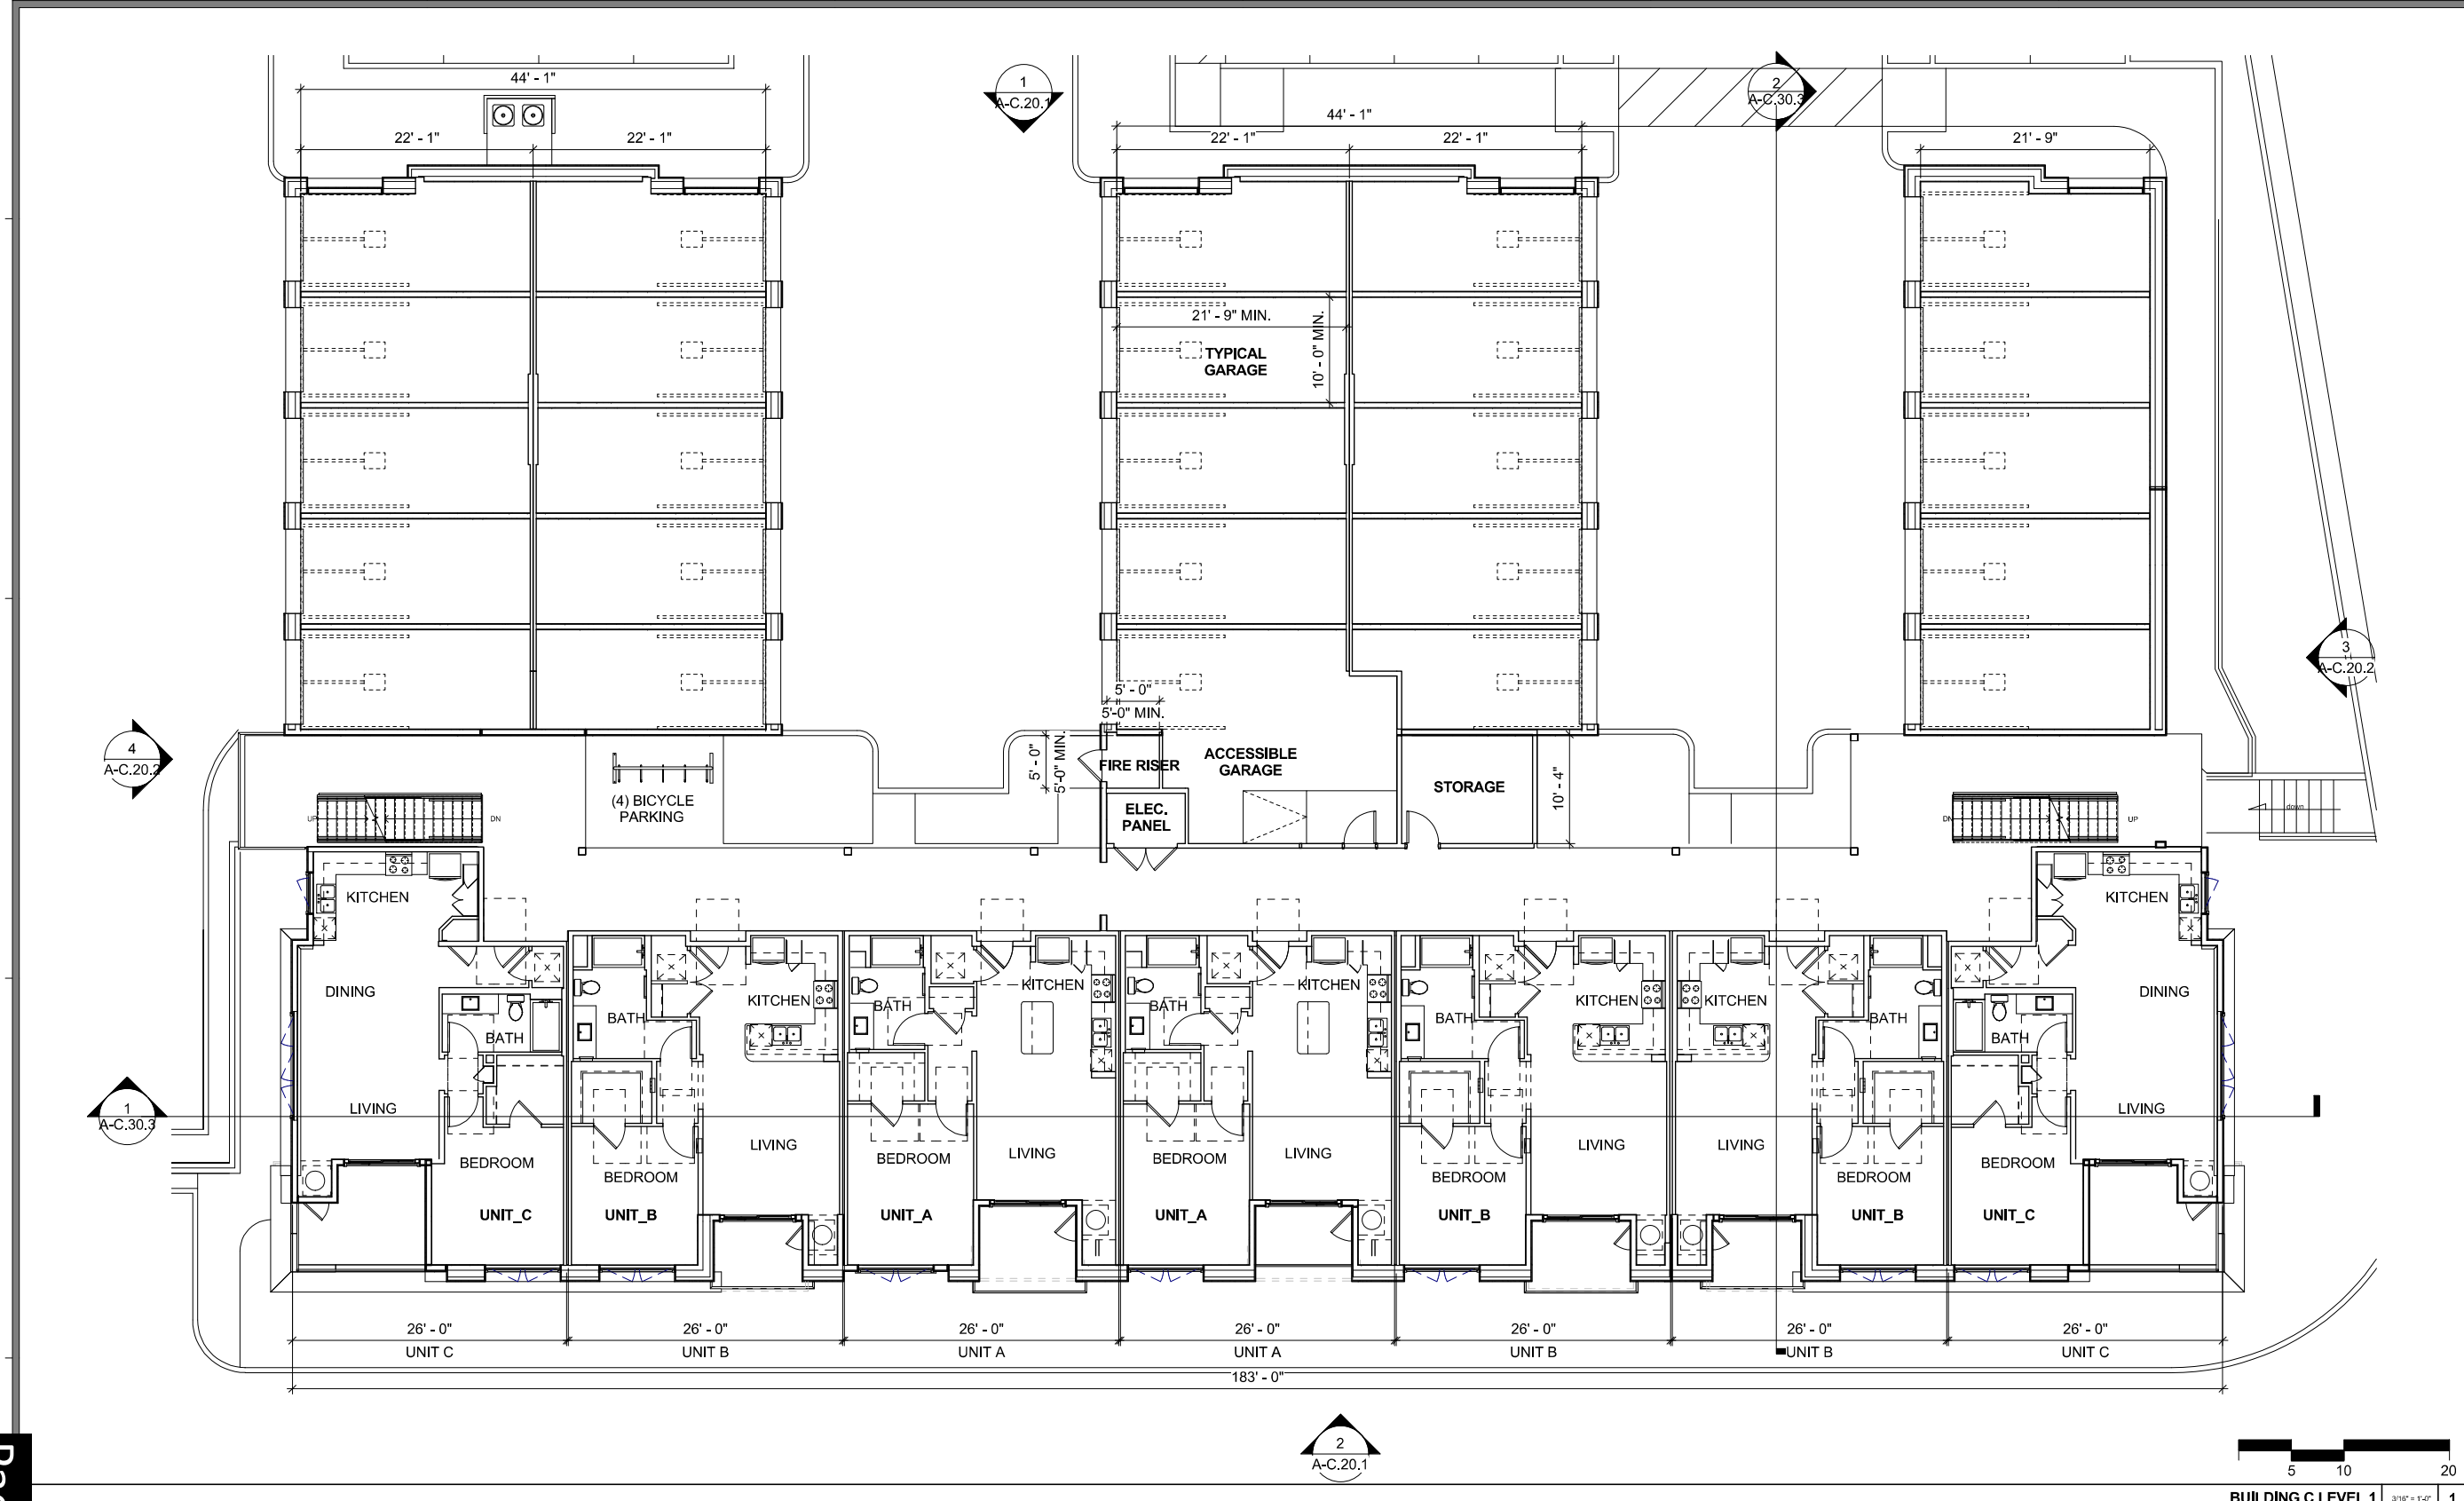 44' - 1"
22' - 1"
22' - 1"
1
A-C.20.1
44' - 1"
22' - 1"
22' - 1"
2
A-C.30.3
21' - 9"
21' - 9" MIN.
10' - 0" MIN.
TYPICAL
GARAGE
3
A-C.20.2
5' - 0"
5'-0" MIN.
5' - 0"
5'-0" MIN.
4
A-C.20.2
FIRE RISER
ACCESSIBLE
GARAGE
STORAGE
10' - 4"
ELEC.
PANEL
(4) BICYCLE
PARKING
UP
DN
DN
UP
down
KITCHEN
KITCHEN
DINING
KITCHEN
KITCHEN
KITCHEN
KITCHEN
KITCHEN
DINING
BATH
BATH
BATH
BATH
BATH
BATH
BATH
1
A-C.30.3
LIVING
LIVING
LIVING
LIVING
LIVING
LIVING
LIVING
BEDROOM
BEDROOM
BEDROOM
BEDROOM
BEDROOM
BEDROOM
BEDROOM
UNIT_C
UNIT_B
UNIT_A
UNIT_A
UNIT_B
UNIT_B
UNIT_C
26' - 0"
26' - 0"
26' - 0"
26' - 0"
26' - 0"
26' - 0"
26' - 0"
UNIT C
UNIT B
UNIT A
UNIT A
UNIT B
UNIT B
UNIT C
183' - 0"
2
A-C.20.1
5
10
20
BUILDING C LEVEL 1
3/16" = 1'-0"
1